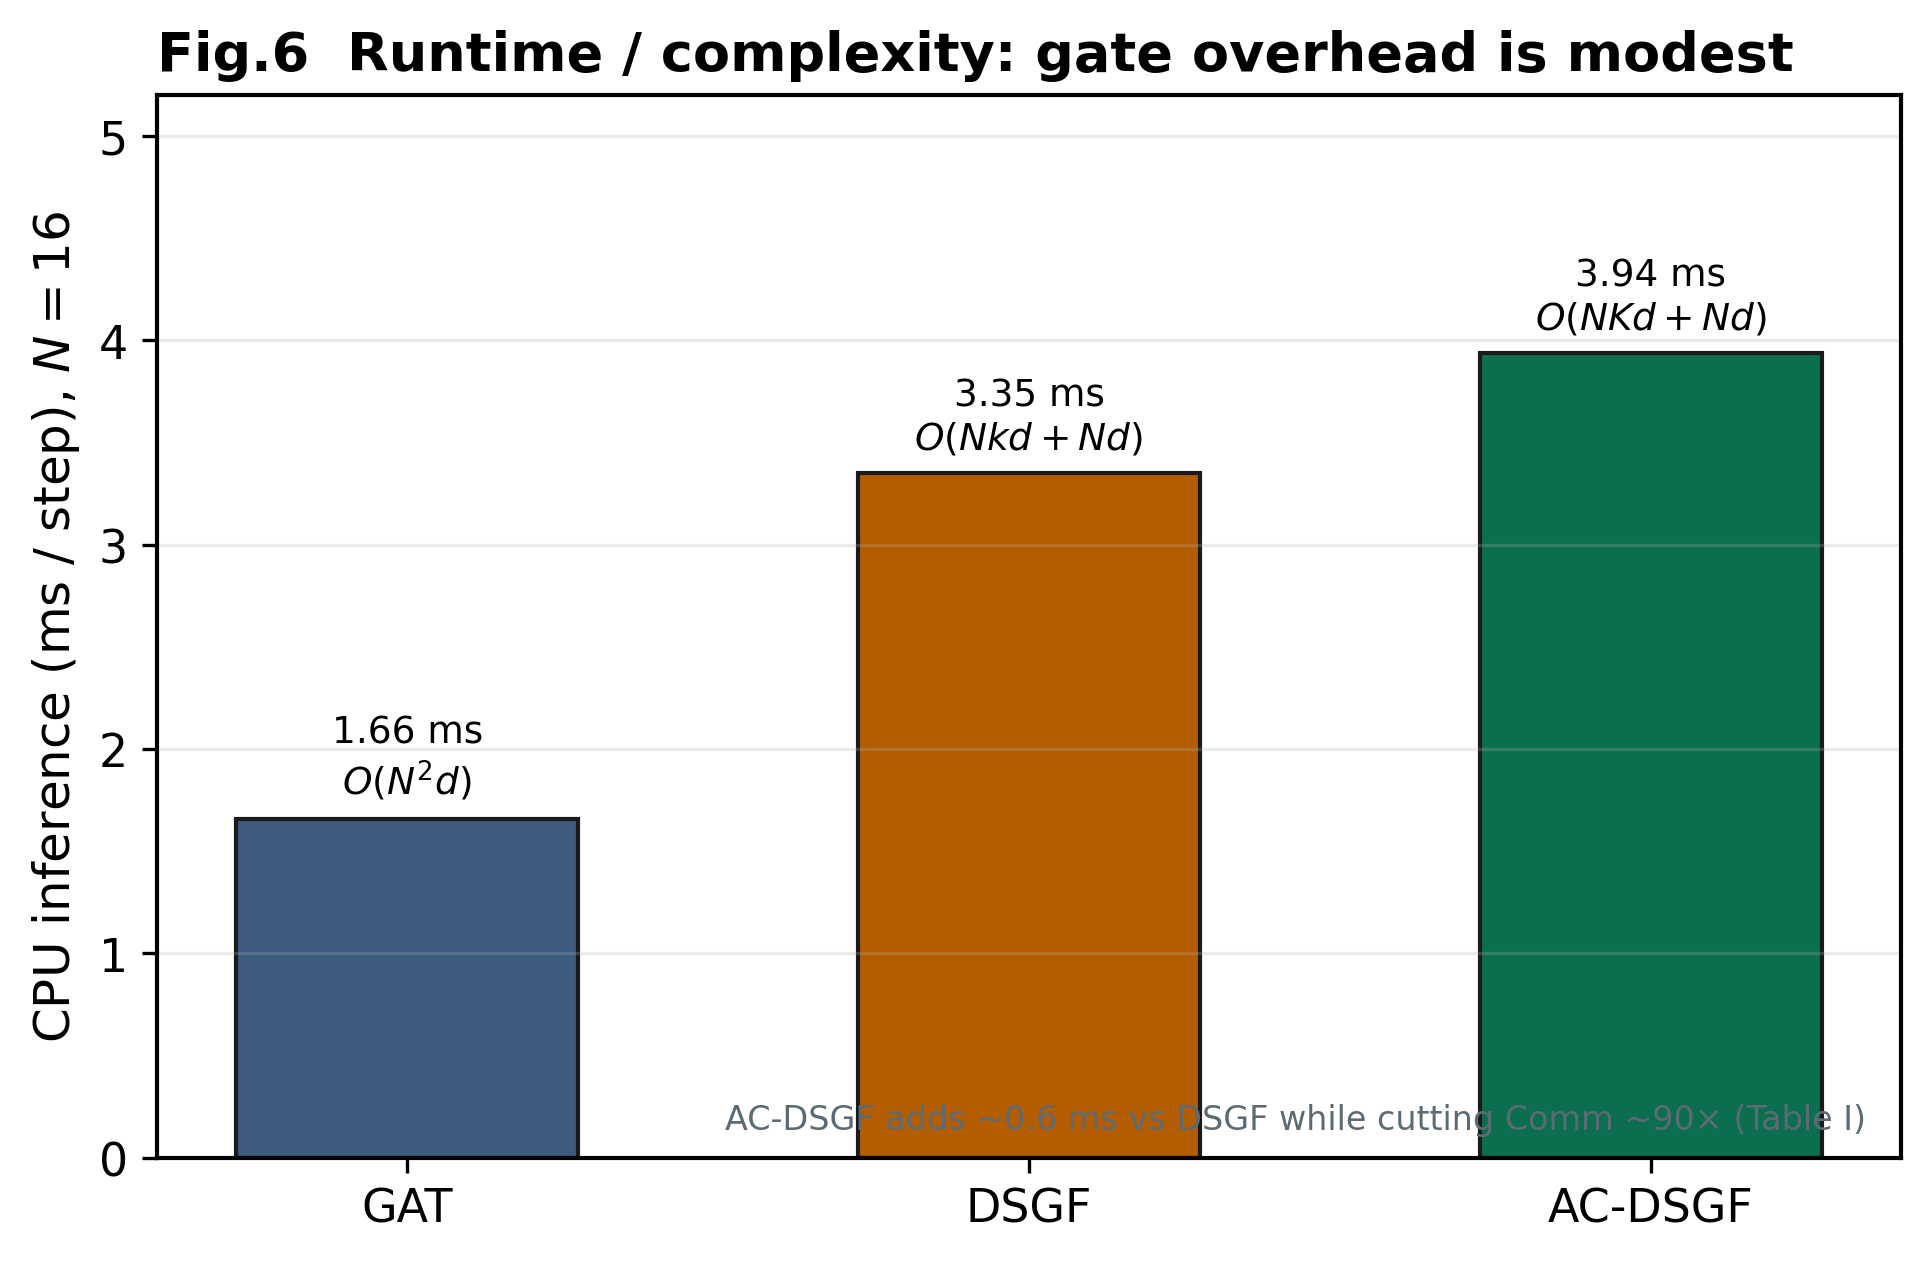 Fig.6 Runtime / complexity: gate overhead is modest
CPU inference (ms / step), N = 16
5
4
3
2
1
0
1.66 ms
O(N²d)
3.35 ms
O(Nkd + Nd)
3.94 ms
O(NKd + Nd)
AC-DSGF adds ~0.6 ms vs DSGF while cutting Comm ~90× (Table I)
GAT
DSGF
AC-DSGF